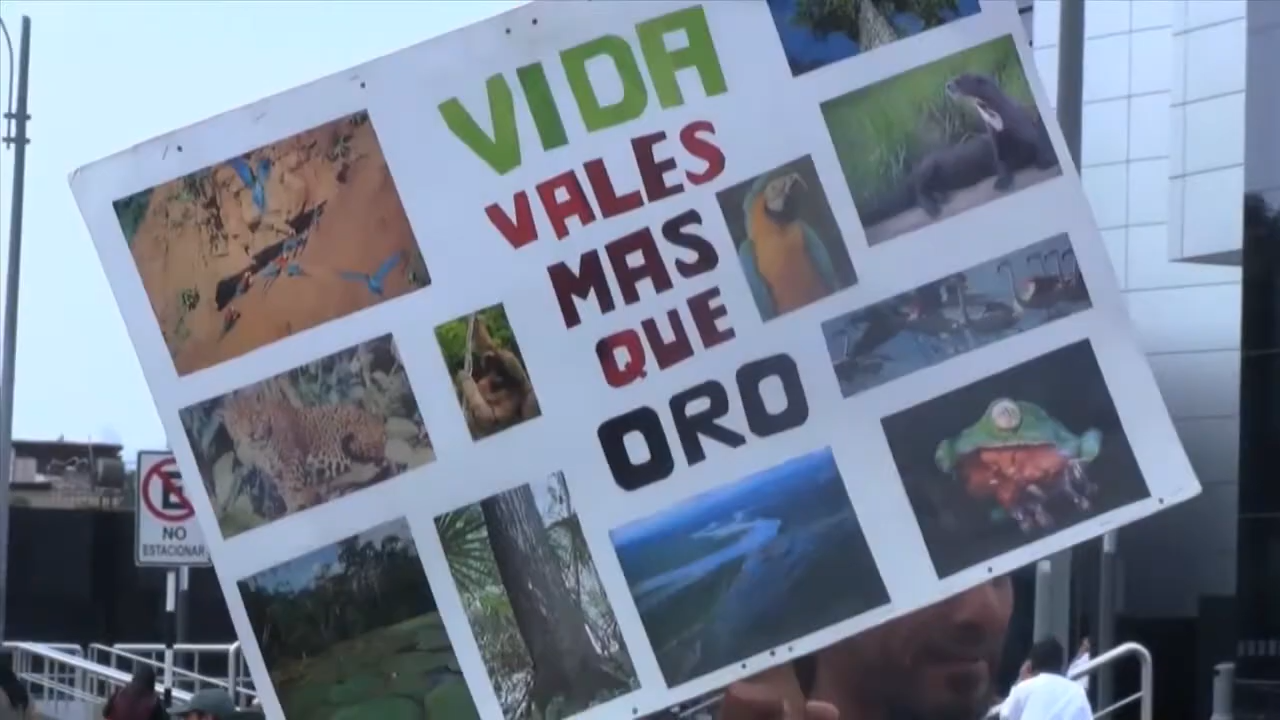 VIDA
VALES
MAS
QUE
ORO
E
NO
ESTACIONAR